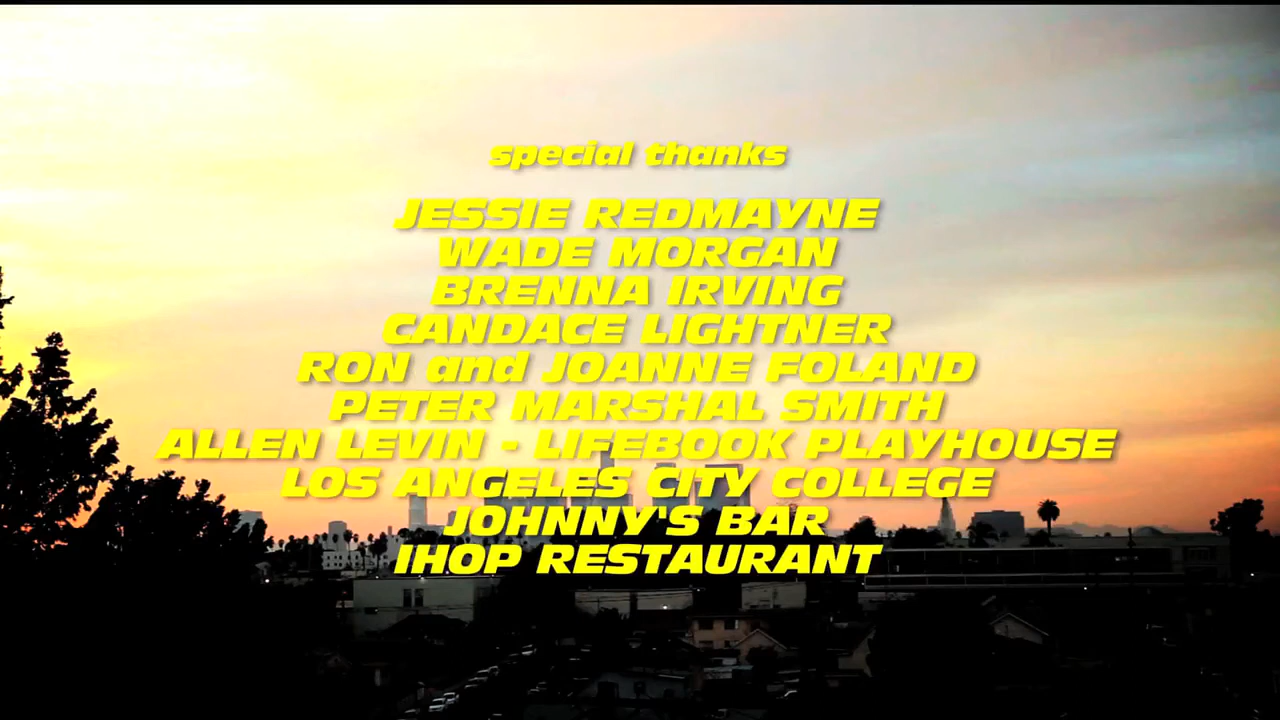 special thanks
JESSIE REDMAYNE
WADE MORGAN
BRENNA IRVING
CANDACE LIGHTNER
RON and JOANNE FOLAND
PETER MARSHAL SMITH
ALLEN LEVIN - LIFEBOOK PLAYHOUSE
LOS ANGELES CITY COLLEGE
JOHNNY'S BAR
IHOP RESTAURANT